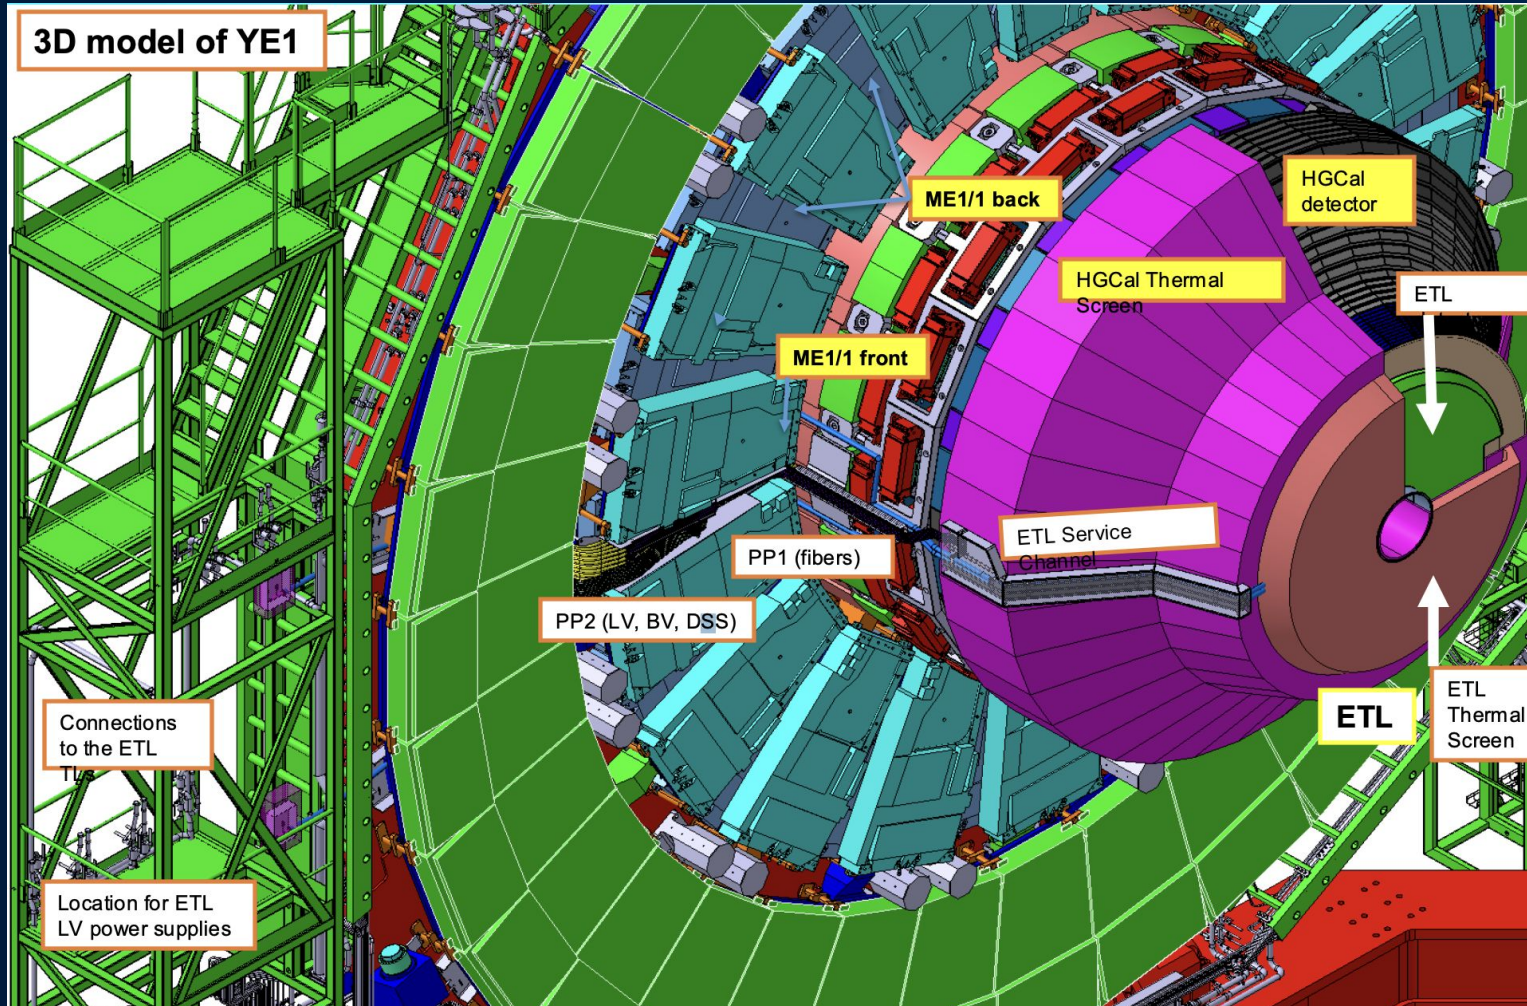 3D model of YE1
HGCal
detector
ME1/1 back
HGCal Thermal
Screen
ETL
ME1/1 front
ETL Service
Channel
PP1 (fibers)
PP2 (LV, BV, DSS)
ETL
ETL
Thermal
Screen
Connections
to the ETL
TLs
Location for ETL
LV power supplies